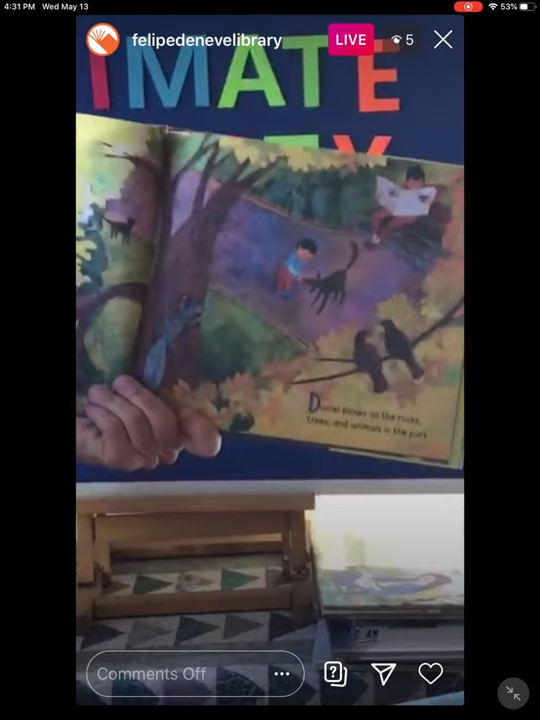 4:31 PM Wed May 13
53%
felipedenevelibrary
LIVE
5
IMATE
Daniel knows all the rocks,
trees, and animals in the park.
Comments Off